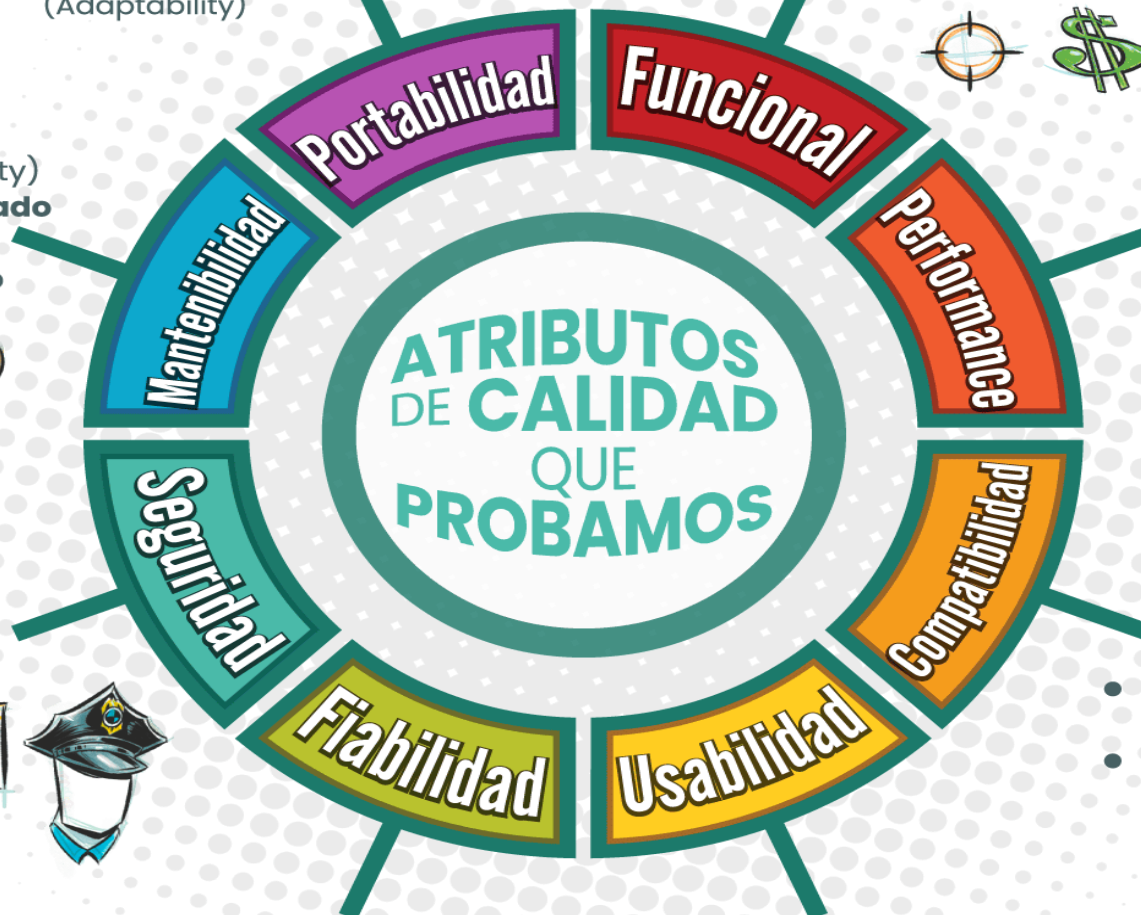 (Adaptability)
ty)
ado
Portabilidad
Funcional
Mantenibilidad
Performance
ATRIBUTOS
DE CALIDAD
QUE
PROBAMOS
Seguridad
Compatibilidad
Fiabilidad
Usabilidad